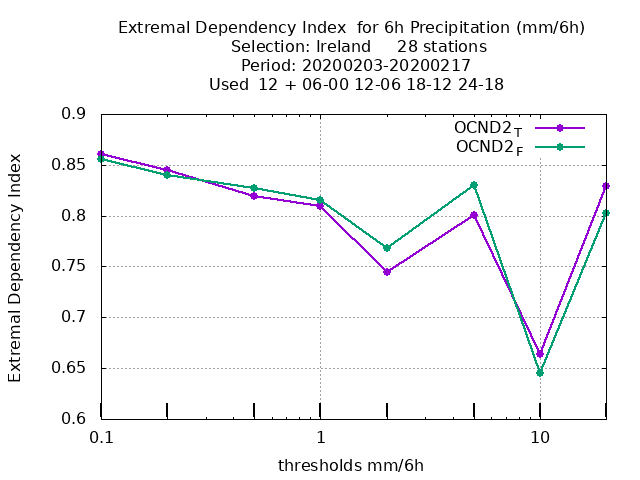 Extremal Dependency Index  for 6h Precipitation (mm/6h)
Selection: Ireland     28 stations
Period: 20200203-20200217
Used  12 + 06-00 12-06 18-12 24-18
OCND2T
OCND2F
0.9
0.85
0.8
0.75
0.7
0.65
0.6
Extremal Dependency Index
0.1
1
10
thresholds mm/6h